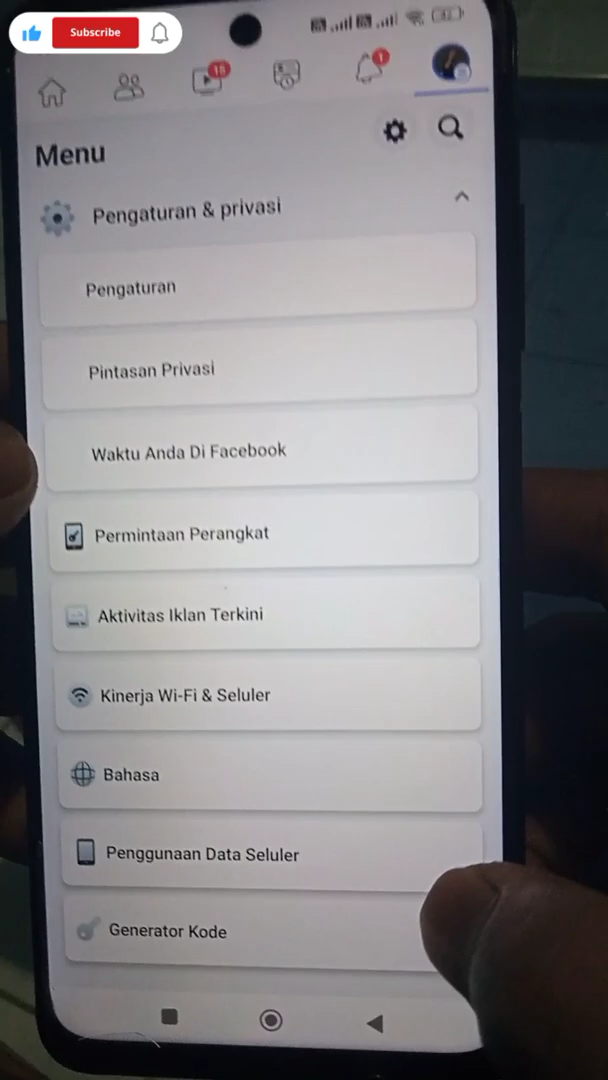 Subscribe
18
1
Menu
Pengaturan & privasi
Pengaturan
Pintasan Privasi
Waktu Anda Di Facebook
Permintaan Perangkat
Aktivitas Iklan Terkini
Kinerja Wi-Fi & Seluler
Bahasa
Penggunaan Data Seluler
Generator Kode